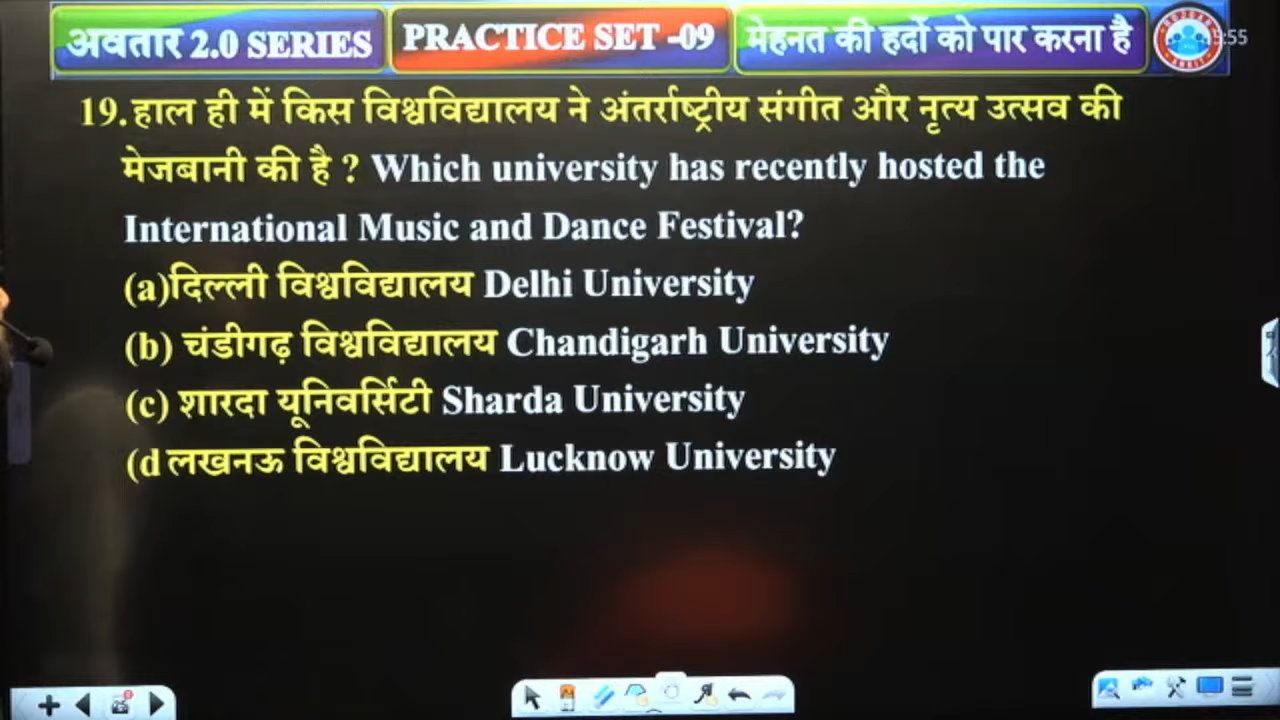 अवतार 2.0 SERIES
PRACTICE SET -09
मेहनत की हदों को पार करना है
5:55
19.हाल ही में किस विश्वविद्यालय ने अंतर्राष्ट्रीय संगीत और नृत्य उत्सव की
मेजबानी की है ? Which university has recently hosted the
International Music and Dance Festival?
(a)दिल्ली विश्वविद्यालय Delhi University
(b) चंडीगढ़ विश्वविद्यालय Chandigarh University
(c) शारदा यूनिवर्सिटी Sharda University
(d लखनऊ विश्वविद्यालय Lucknow University